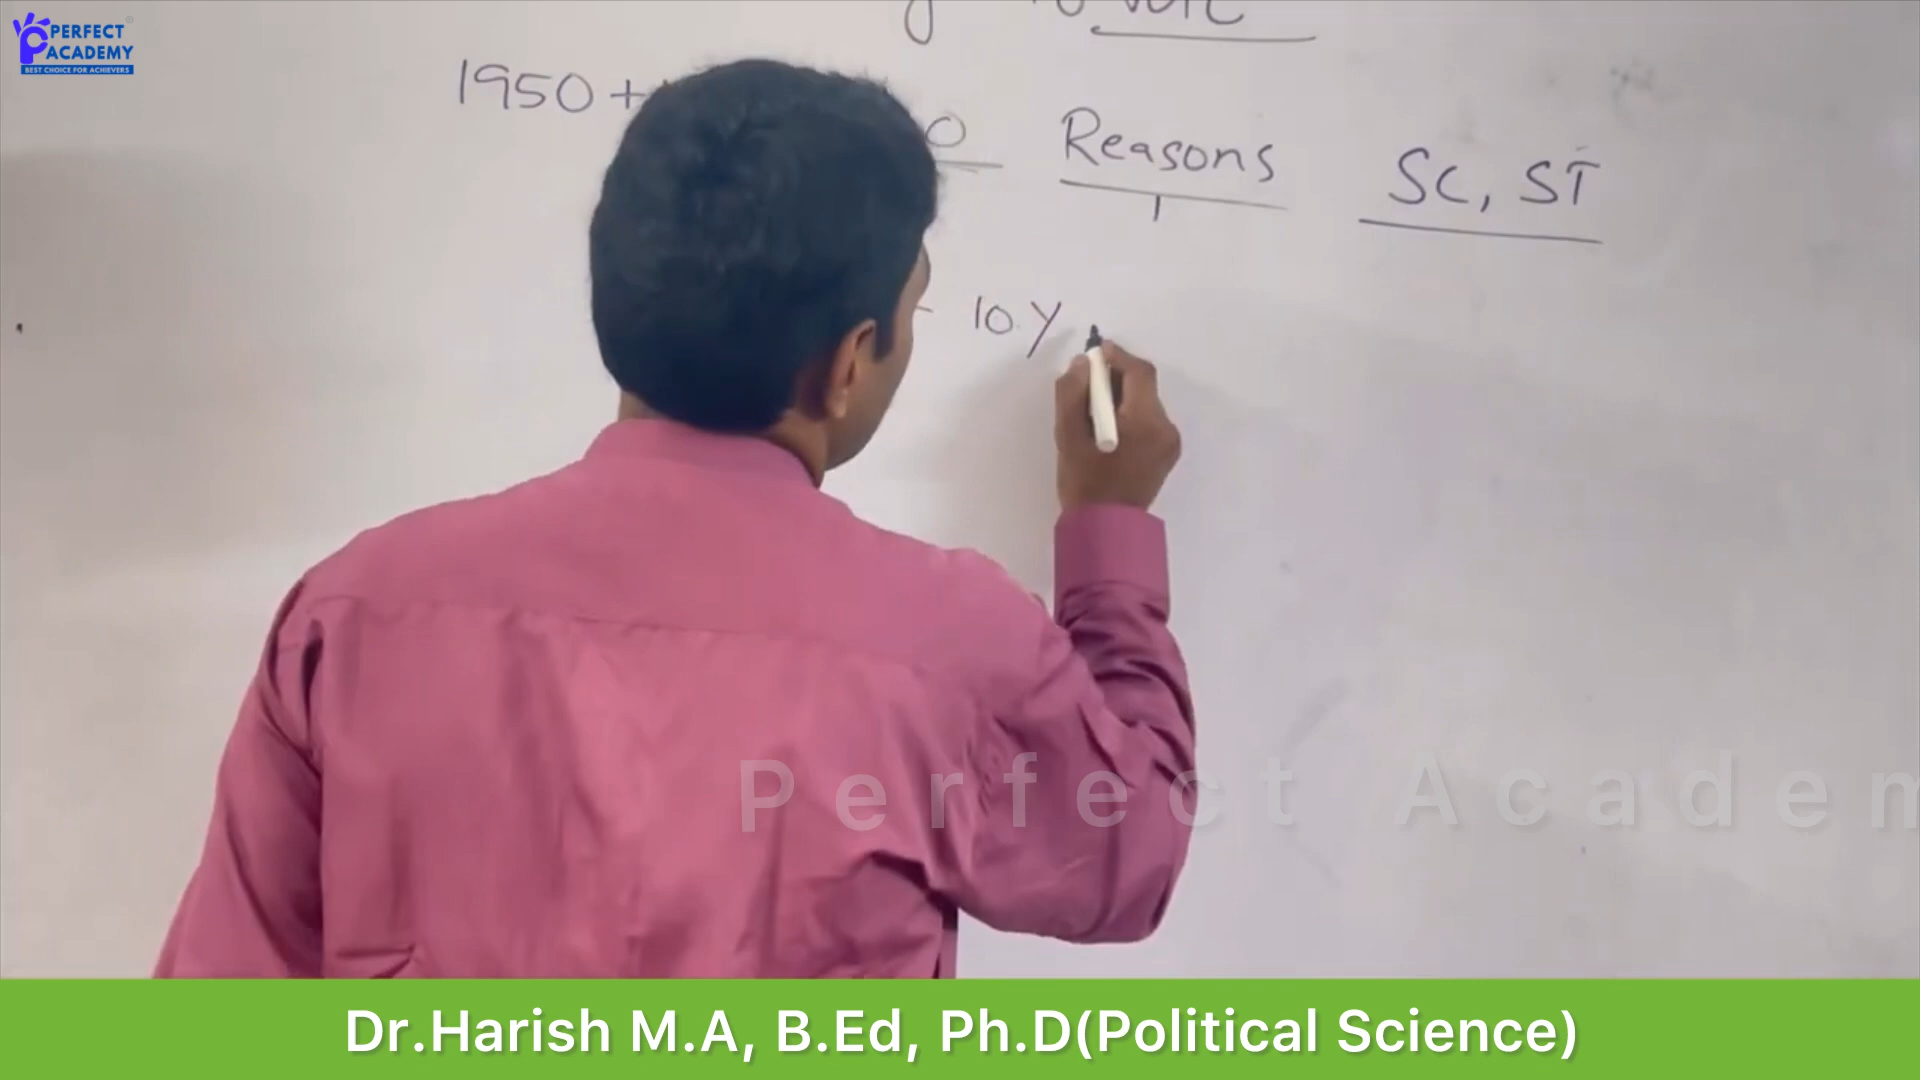 PERFECT
ACADEMY
BEST CHOICE FOR ACHIEVERS
1950 +
0 Reasons SC, ST
10 Y
Perfect Academ
Dr.Harish M.A, B.Ed, Ph.D(Political Science)